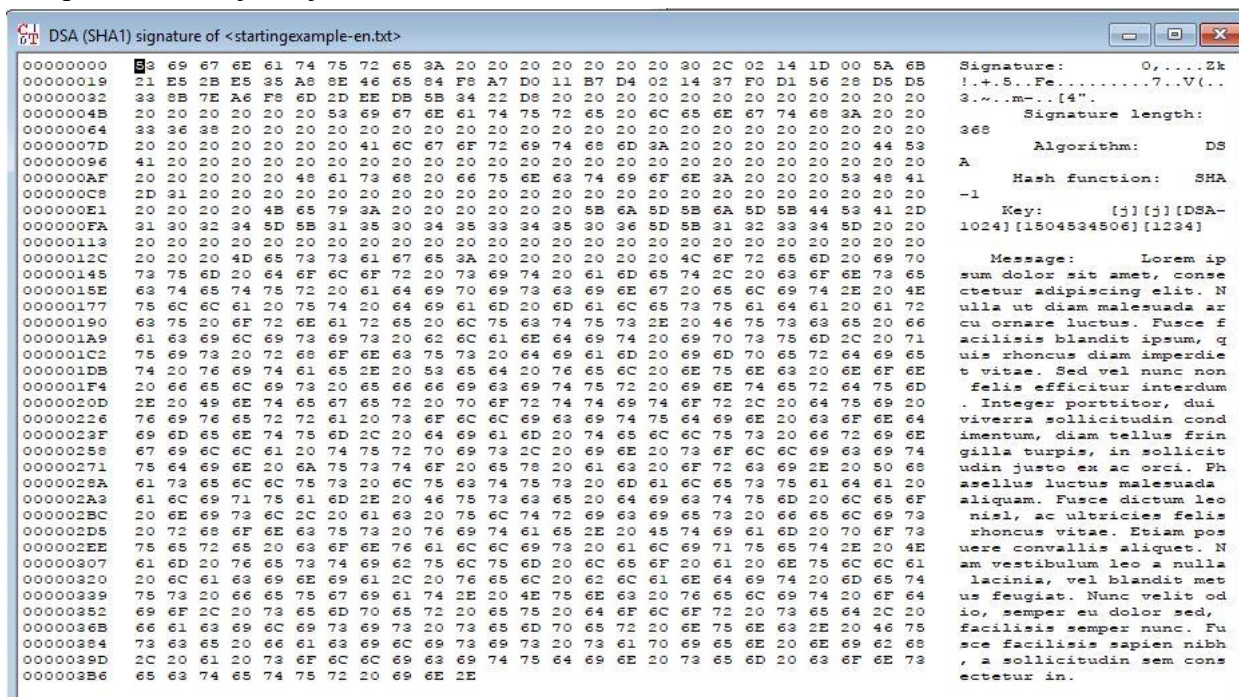 DSA (SHA1) signature of <startingexample-en.txt>
00000000 53 69 67 6E 61 74 75 72 65 3A 20 20 20 20 20 20 30 2C 02 14 1D 00 5A 6B Signature: 0,....Zk
00000019 21 E5 2B E5 35 A8 8E 46 65 84 F8 A7 D0 11 B7 D4 02 14 37 F0 D1 56 28 D5 D5 !.+.5..Fe.........7..V(..
00000032 33 8B 7E A6 F8 6D 2D EE DB 5B 34 22 D8 20 20 20 20 20 20 20 20 20 20 20 20 3.~..m-..[4".
0000004B 20 20 20 20 20 20 53 69 67 6E 61 74 75 72 65 20 6C 65 6E 67 74 68 3A 20 20 Signature length:
00000064 33 36 38 20 20 20 20 20 20 20 20 20 20 20 20 20 20 20 20 20 20 20 20 20 20 368
0000007D 20 20 20 20 20 20 20 41 6C 67 6F 72 69 74 68 6D 3A 20 20 20 20 20 20 44 53 Algorithm: DS
00000096 41 20 20 20 20 20 20 20 20 20 20 20 20 20 20 20 20 20 20 20 20 20 20 20 20 A
000000AF 20 20 20 20 20 48 61 73 68 20 66 75 6E 63 74 69 6F 6E 3A 20 20 20 53 48 41 Hash function: SHA
000000C8 2D 31 20 20 20 20 20 20 20 20 20 20 20 20 20 20 20 20 20 20 20 20 20 20 20 -1
000000E1 20 20 20 20 4B 65 79 3A 20 20 20 20 20 20 20 5B 6A 5D 5B 6A 5D 5B 44 53 41 2D Key: [j][j][DSA-
000000FA 31 30 32 34 5D 5B 31 35 30 34 35 33 34 35 30 36 5D 5B 31 32 33 34 5D 20 20 1024][1504534506][1234]
00000113 20 20 20 20 20 20 20 20 20 20 20 20 20 20 20 20 20 20 20 20 20 20 20 20 20
0000012C 20 20 20 4D 65 73 73 61 67 65 3A 20 20 20 20 20 20 20 4C 6F 72 65 6D 20 69 70 Message: Lorem ip
00000145 73 75 6D 20 64 6F 6C 6F 72 20 73 69 74 20 61 6D 65 74 2C 20 63 6F 6E 73 65 sum dolor sit amet, conse
0000015E 63 74 65 74 75 72 20 61 64 69 70 69 73 63 69 6E 67 20 65 6C 69 74 2E 20 4E ctetur adipiscing elit. N
00000177 75 6C 6C 61 20 75 74 20 64 69 61 6D 20 6D 61 6C 65 73 75 61 64 61 20 61 72 ulla ut diam malesuada ar
00000190 63 75 20 6F 72 6E 61 72 65 20 6C 75 63 74 75 73 2E 20 46 75 73 63 65 20 66 cu ornare luctus. Fusce f
000001A9 61 63 69 6C 69 73 69 73 20 62 6C 61 6E 64 69 74 20 69 70 73 75 6D 2C 20 71 acilisis blandit ipsum, q
000001C2 75 69 73 20 72 68 6F 6E 63 75 73 20 64 69 61 6D 20 69 6D 70 65 72 64 69 65 uis rhoncus diam imperdie
000001DB 74 20 76 69 74 61 65 2E 20 53 65 64 20 76 65 6C 20 6E 75 6E 63 20 6E 6F 6E t vitae. Sed vel nunc non
000001F4 20 66 65 6C 69 73 20 65 66 66 69 63 69 74 75 72 20 69 6E 74 65 72 64 75 6D felis efficitur interdum
0000020D 2E 20 49 6E 74 65 67 65 72 20 70 6F 72 74 74 69 74 6F 72 2C 20 64 75 69 20 . Integer porttitor, dui
00000226 76 69 76 65 72 72 61 20 73 6F 6C 6C 69 63 69 74 75 64 69 6E 20 63 6F 6E 64 viverra sollicitudin cond
0000023F 69 6D 65 6E 74 75 6D 2C 20 64 69 61 6D 20 74 65 6C 6C 75 73 20 66 72 69 6E imentum, diam tellus frin
00000258 67 69 6C 6C 61 20 74 75 72 70 69 73 2C 20 69 6E 20 73 6F 6C 6C 69 63 69 74 gilla turpis, in sollicit
00000271 75 64 69 6E 20 6A 75 73 74 6F 20 65 78 20 61 63 20 6F 72 63 69 2E 20 50 68 udin justo ex ac orci. Ph
0000028A 61 73 65 6C 6C 75 73 20 6C 75 63 74 75 73 20 6D 61 6C 65 73 75 61 64 61 20 asellus luctus malesuada
000002A3 61 6C 69 71 75 61 6D 2E 20 46 75 73 63 65 20 64 69 63 74 75 6D 20 6C 65 6F aliquam. Fusce dictum leo
000002BC 20 6E 69 73 6C 2C 20 61 63 20 75 6C 74 72 69 63 69 65 73 20 66 65 6C 69 73 nisl, ac ultricies felis
000002D5 20 72 68 6F 6E 63 75 73 20 76 69 74 61 65 2E 20 45 74 69 61 6D 20 70 6F 73 rhoncus vitae. Etiam pos
000002EE 75 65 72 65 20 63 6F 6E 76 61 6C 6C 69 73 20 61 6C 69 71 75 65 74 2E 20 4E uere convallis aliquet. N
00000307 61 6D 20 76 65 73 74 69 62 75 6C 75 6D 20 6C 65 6F 20 61 20 6E 75 6C 6C 61 am vestibulum leo a nulla
00000320 20 6C 61 63 69 6E 69 61 2C 20 76 65 6C 20 62 6C 61 6E 64 69 74 20 6D 65 74 lacinia, vel blandit met
00000339 75 73 20 66 65 75 67 69 61 74 2E 20 4E 75 6E 63 20 76 65 6C 69 74 20 6F 64 us feugiat. Nunc velit od
00000352 69 6F 2C 20 73 65 6D 70 65 72 20 65 75 20 64 6F 6C 6F 72 20 73 65 64 2C 20 io, semper eu dolor sed,
0000036B 66 61 63 69 6C 69 73 69 73 20 73 65 6D 70 65 72 20 6E 75 6E 63 2E 20 46 75 facilisis semper nunc. Fu
00000384 73 63 65 20 66 61 63 69 6C 69 73 69 73 20 73 61 70 69 65 6E 20 6E 69 62 68 sce facilisis sapien nibh
0000039D 2C 20 61 20 73 6F 6C 6C 69 63 69 74 75 64 69 6E 20 73 65 6D 20 63 6F 6E 73 , a sollicitudin sem cons
000003B6 65 63 74 65 74 75 72 20 69 6E 2E ectetur in.